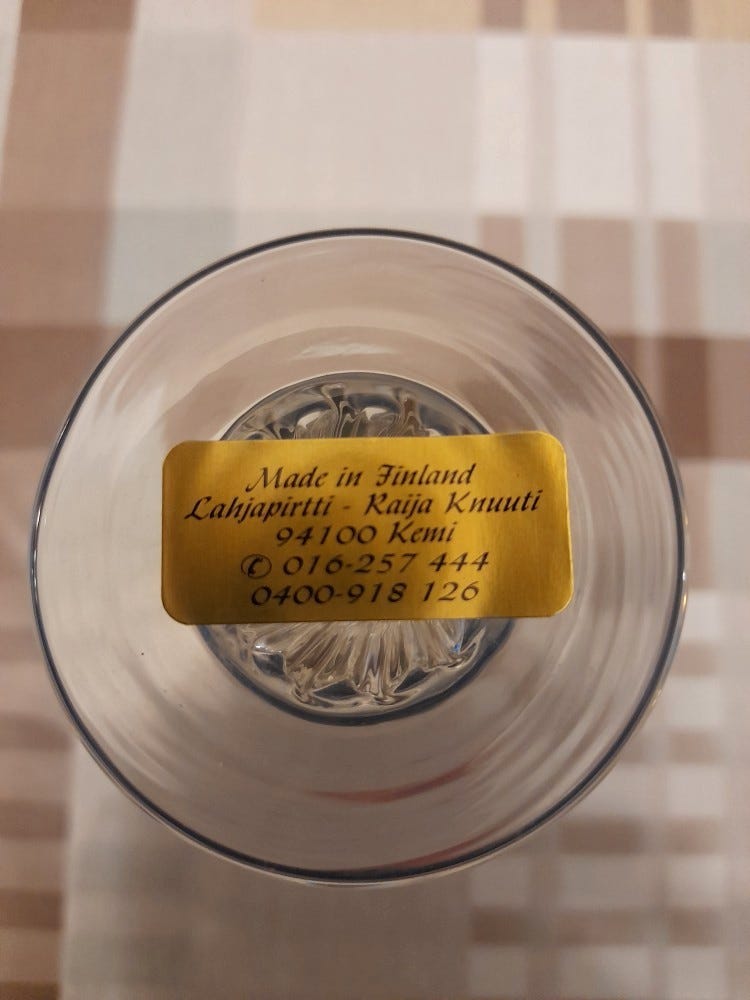 Made in Finland
Lahjapirtti - Raija Knuuti
94100 Kemi
✆ 016-257 444
0400-918 126